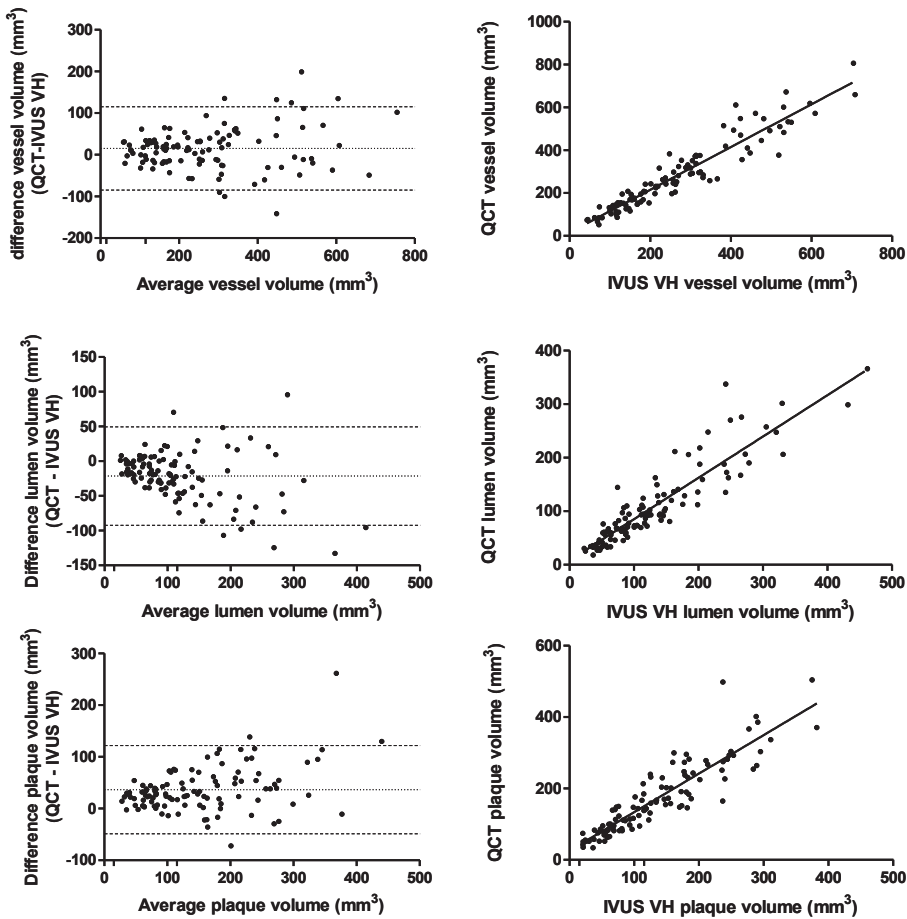 difference vessel volume (mm³)
(QCT-IVUS VH)
300
200
100
0
-100
-200
0 100 200 400 600 800
Average vessel volume (mm³)
QCT vessel volume (mm³)
1000
800
600
400
200
0
0 200 400 600 800
IVUS VH vessel volume (mm³)
Difference lumen volume (mm³)
(QCT - IVUS VH)
150
100
50
0
-50
-100
-150
0 100 100 200 300 400 500
Average lumen volume (mm³)
QCT lumen volume (mm³)
400
300
200
100
0
0 100 200 300 400 500
IVUS VH lumen volume (mm³)
Difference plaque volume (mm³)
(QCT - IVUS VH)
300
200
100
0
-100
0 100 100 200 300 400 500
Average plaque volume (mm³)
QCT plaque volume (mm³)
600
400
200
0
0 100 200 300 400 500
IVUS VH plaque volume (mm³)